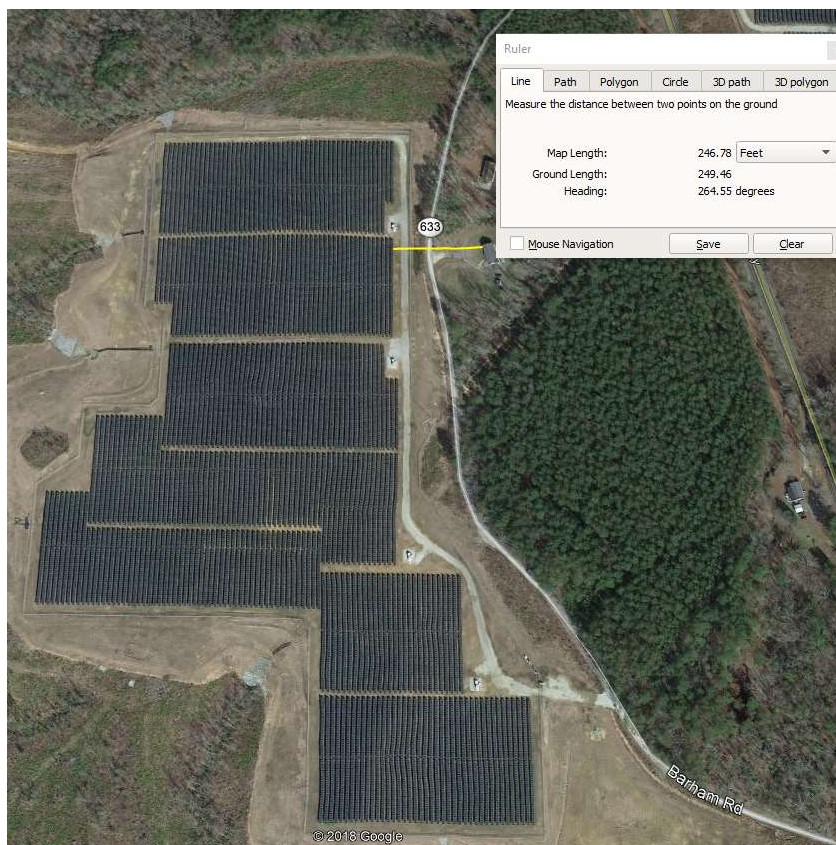 Ruler
Line Path Polygon Circle 3D path 3D polygon
Measure the distance between two points on the ground
Map Length: 246.78 Feet
Ground Length: 249.46
Heading: 264.55 degrees
Mouse Navigation Save Clear
633
Barham Rd
© 2018 Google